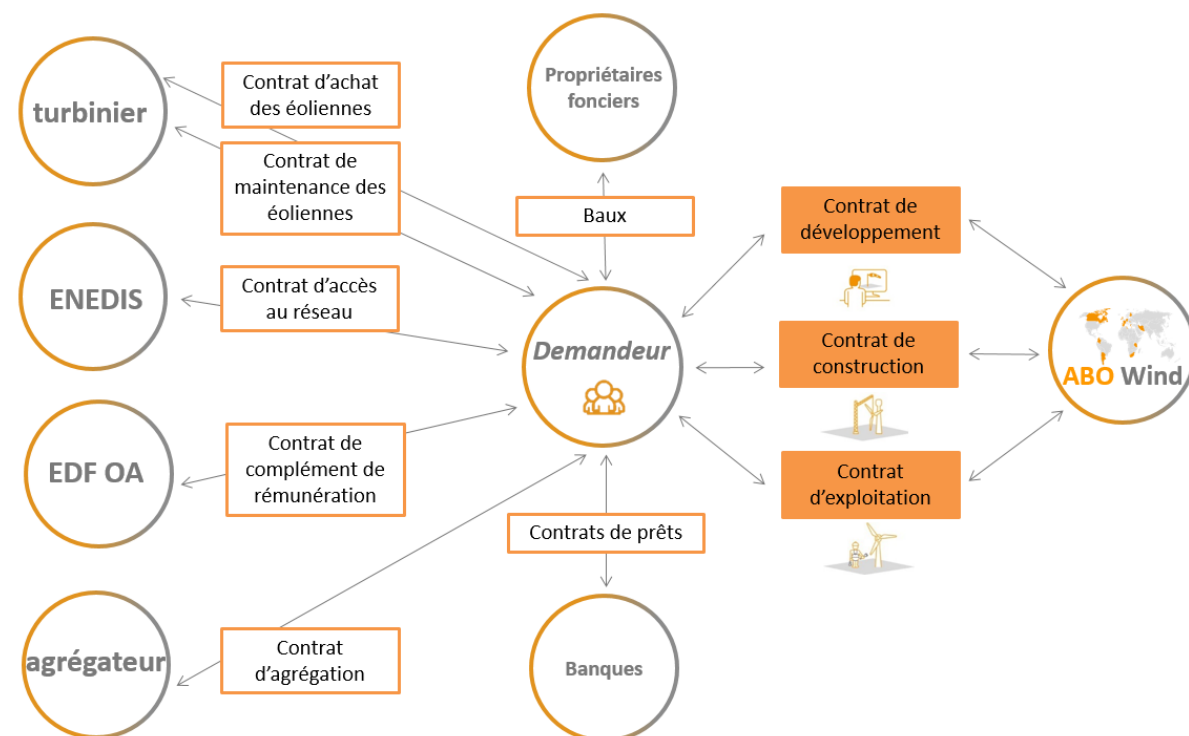 turbinier
Contrat d’achat
des éoliennes
Contrat de
maintenance des
éoliennes
ENEDIS
Contrat d’accès
au réseau
EDF OA
Contrat de
complément de
rémunération
agrégateur
Contrat
d’agrégation
Propriétaires
fonciers
Baux
Demandeur
Contrats de prêts
Banques
Contrat de
développement
Contrat de
construction
Contrat
d’exploitation
ABO Wind